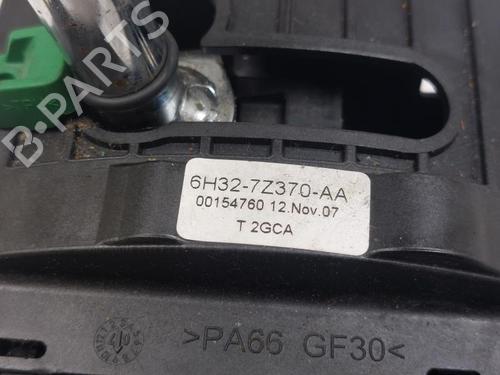 B-PARTS
6H32-7Z370-AA
00154760 12.Nov.07
T 2GCA
>PA66 GF30<